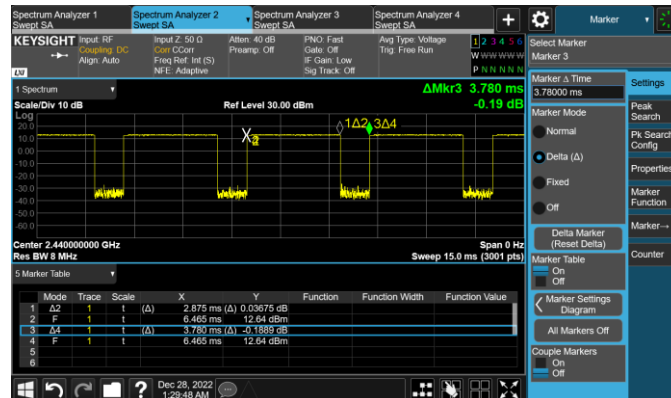 Spectrum Analyzer 1
Swept SA
Spectrum Analyzer 2
Swept SA
Spectrum Analyzer 3
Swept SA
Spectrum Analyzer 4
Swept SA
+
Marker
KEYSIGHT
Input: RF
Coupling: DC
Align: Auto
Input Z: 50 Ω
Corr CCorr
Freq Ref: Int (S)
NFE: Adaptive
Atten: 40 dB
Preamp: Off
PNO: Fast
Gate: Off
IF Gain: Low
Sig Track: Off
Avg Type: Voltage
Trig: Free Run
1 2 3 4 5 6
W W W W W W
P N N N N N
LXI
Select Marker
Marker 3
1 Spectrum
ΔMkr3 3.780 ms
-0.19 dB
Scale/Div 10 dB
Ref Level 30.00 dBm
Log
20.0
10.0
0.00
-10.0
-20.0
-30.0
-40.0
-50.0
-60.0
1Δ2
3Δ4
Center 2.440000000 GHz
Res BW 8 MHz
Span 0 Hz
Sweep 15.0 ms (3001 pts)
5 Marker Table
Mode Trace Scale X Y Function Function Width Function Value
1 Δ2 1 t (Δ) 2.875 ms (Δ) 0.03675 dB
2 F 1 t 6.465 ms 12.64 dBm
3 Δ4 1 t (Δ) 3.780 ms (Δ) -0.1889 dB
4 F 1 t 6.465 ms 12.64 dBm
5
6
Marker Δ Time
3.78000 ms
Marker Mode
Normal
Delta (Δ)
Fixed
Off
Delta Marker
(Reset Delta)
Marker Table
On
Off
Marker Settings
Diagram
All Markers Off
Couple Markers
On
Off
Settings
Peak
Search
Pk Search
Config
Properties
Marker
Function
Marker→
Counter
?
Dec 28, 2022
1:29:48 AM